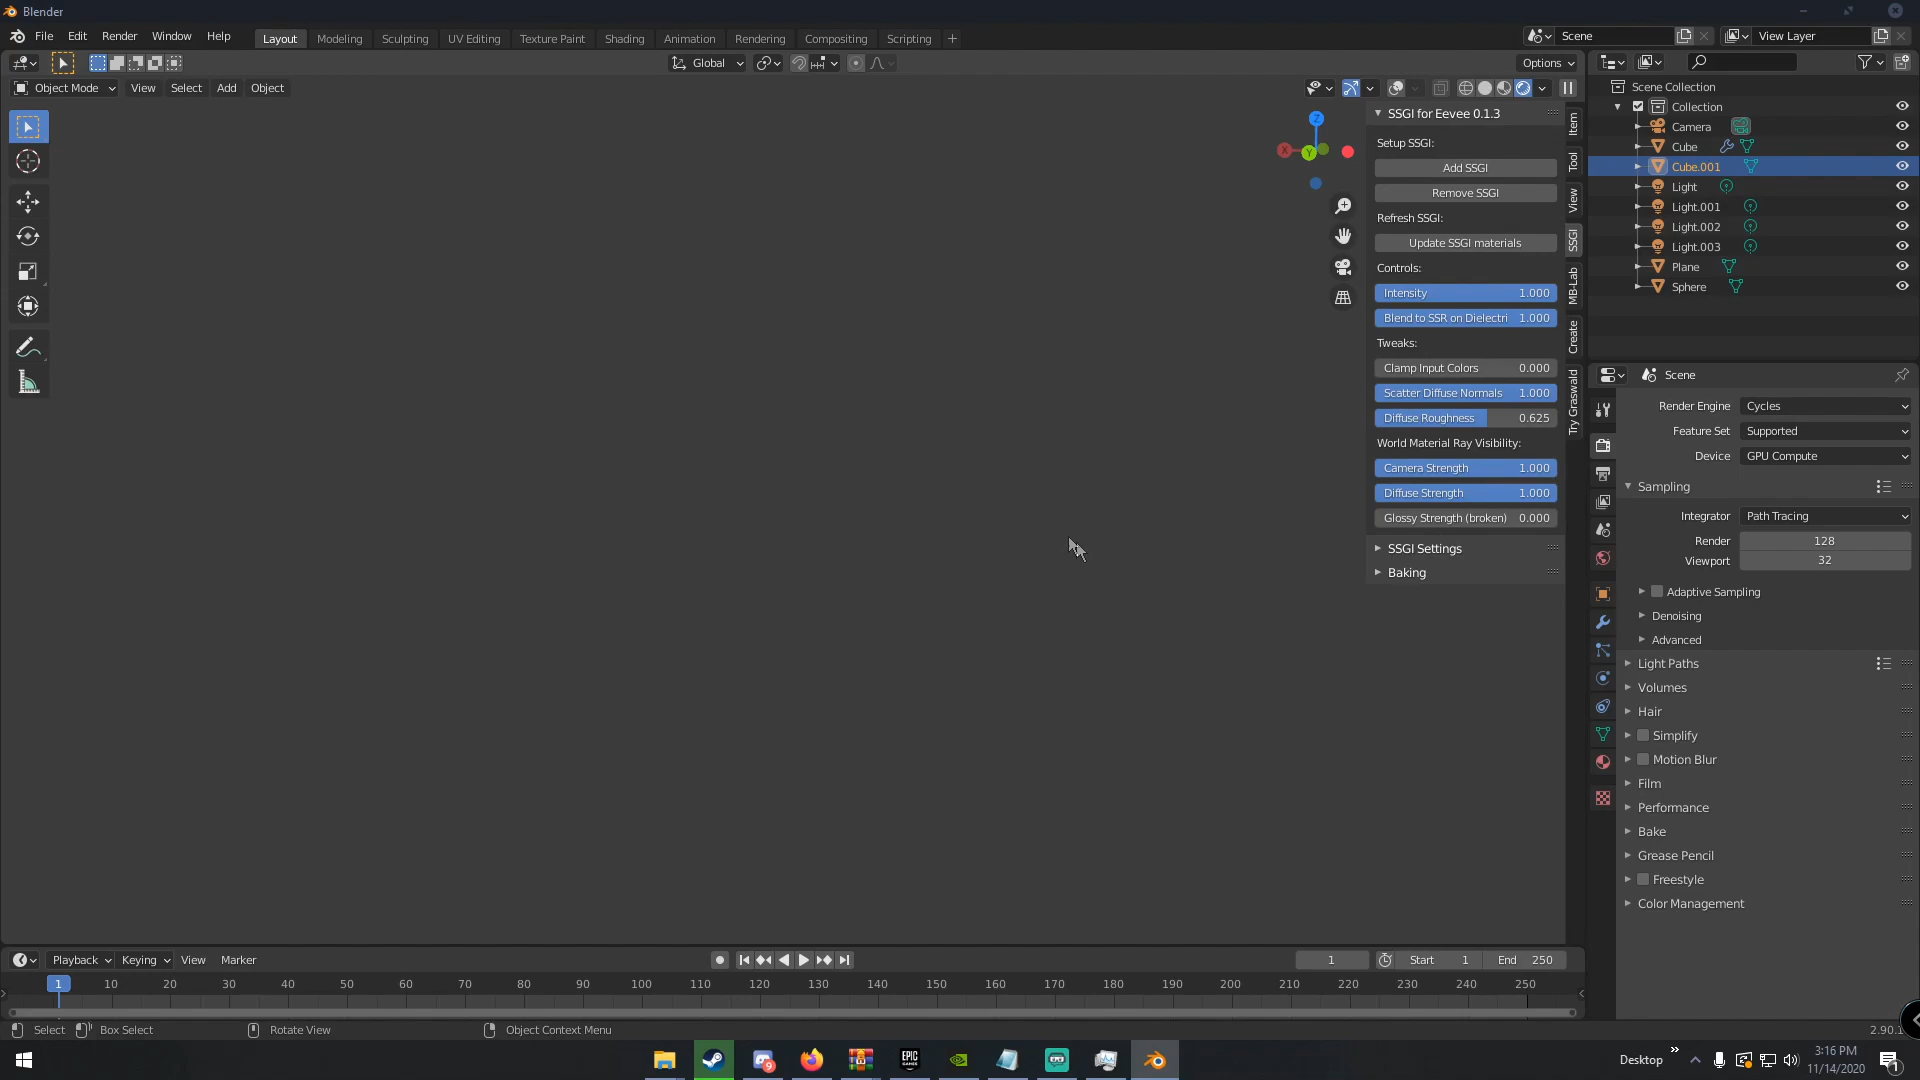 Blender
File Edit Render Window Help
Layout Modeling Sculpting UV Editing Texture Paint Shading Animation Rendering Compositing Scripting +
Scene
View Layer
Global
Options
Object Mode View Select Add Object
Z
X
Y
SSGI for Eevee 0.1.3
Setup SSGI:
Add SSGI
Remove SSGI
Refresh SSGI:
Update SSGI materials
Controls:
Intensity 1.000
Blend to SSR on Dielectri 1.000
Tweaks:
Clamp Input Colors 0.000
Scatter Diffuse Normals 1.000
Diffuse Roughness 0.625
World Material Ray Visibility:
Camera Strength 1.000
Diffuse Strength 1.000
Glossy Strength (broken) 0.000
SSGI Settings
Baking
Item
Tool
View
SSGI
MB-Lab
Create
Try Graswald
Scene Collection
Collection
Camera
Cube
Cube.001
Light
Light.001
Light.002
Light.003
Plane
Sphere
Scene
Render Engine Cycles
Feature Set Supported
Device GPU Compute
Sampling
Integrator Path Tracing
Render 128
Viewport 32
Adaptive Sampling
Denoising
Advanced
Light Paths
Volumes
Hair
Simplify
Motion Blur
Film
Performance
Bake
Grease Pencil
Freestyle
Color Management
Playback Keying View Marker
1 Start 1 End 250
1 10 20 30 40 50 60 70 80 90 100 110 120 130 140 150 160 170 180 190 200 210 220 230 240 250
Select Box Select Rotate View Object Context Menu
2.90.1
9
EPIC GAMES
Desktop
3:16 PM
11/14/2020
1